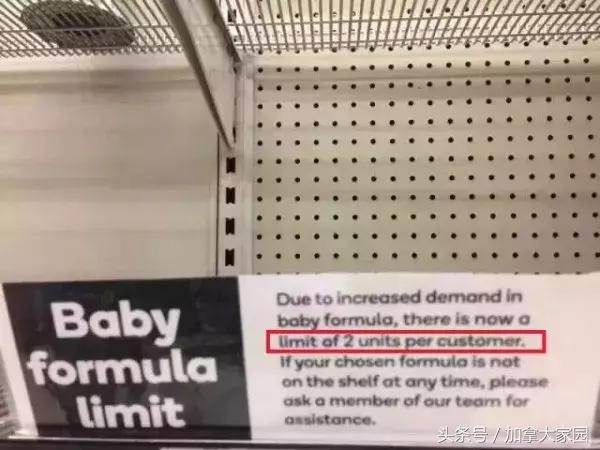 Baby
formula
limit
Due to increased demand in
baby formula, there is now a
limit of 2 units per customer.
If your chosen formula is not
on the shelf at any time, please
ask a member of our team for
assistance.
头条号 / 加拿大家园